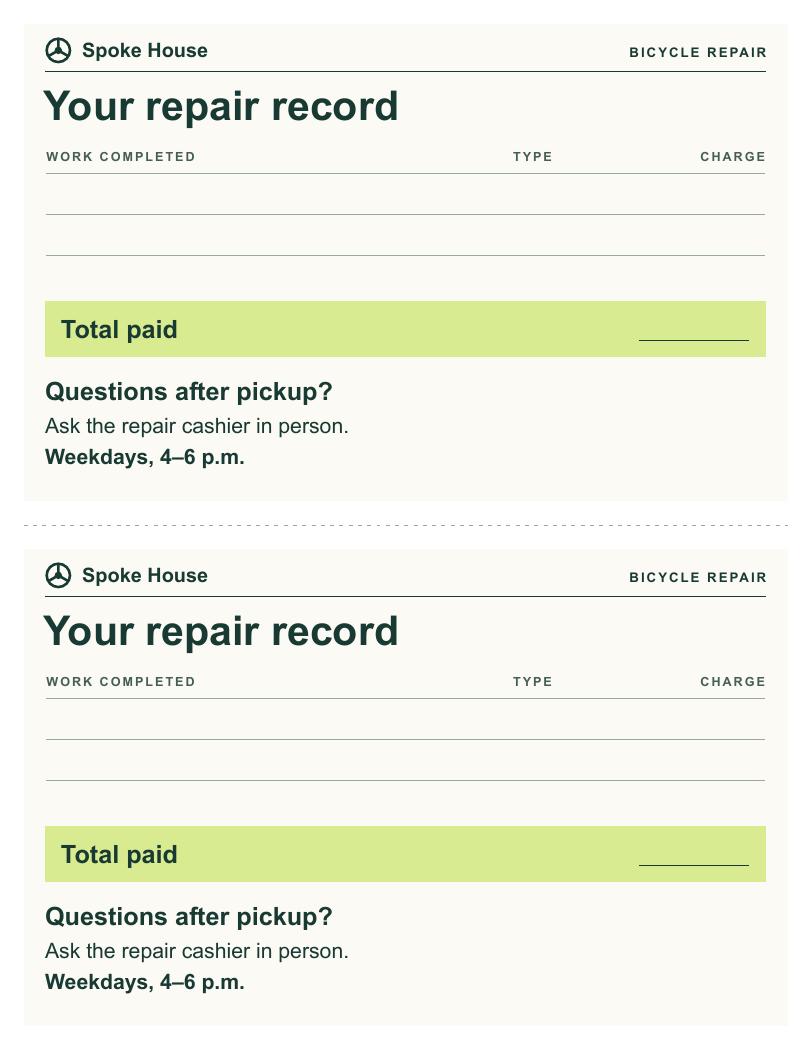 Spoke House
BICYCLE REPAIR
Your repair record
WORK COMPLETED TYPE CHARGE
Total paid
Questions after pickup?
Ask the repair cashier in person.
Weekdays, 4–6 p.m.
Spoke House
BICYCLE REPAIR
Your repair record
WORK COMPLETED TYPE CHARGE
Total paid
Questions after pickup?
Ask the repair cashier in person.
Weekdays, 4–6 p.m.